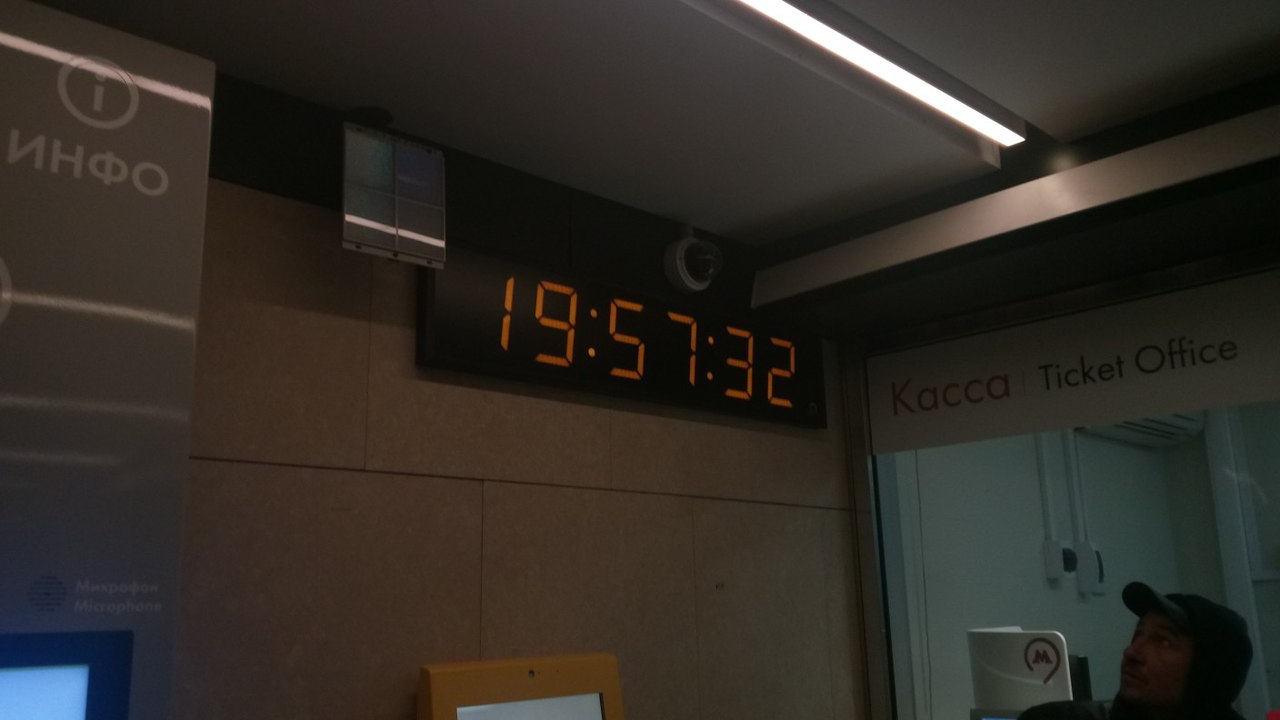 i
ИНФО
19:57:32
Касса | Ticket Office
Микрофон
Microphone
М